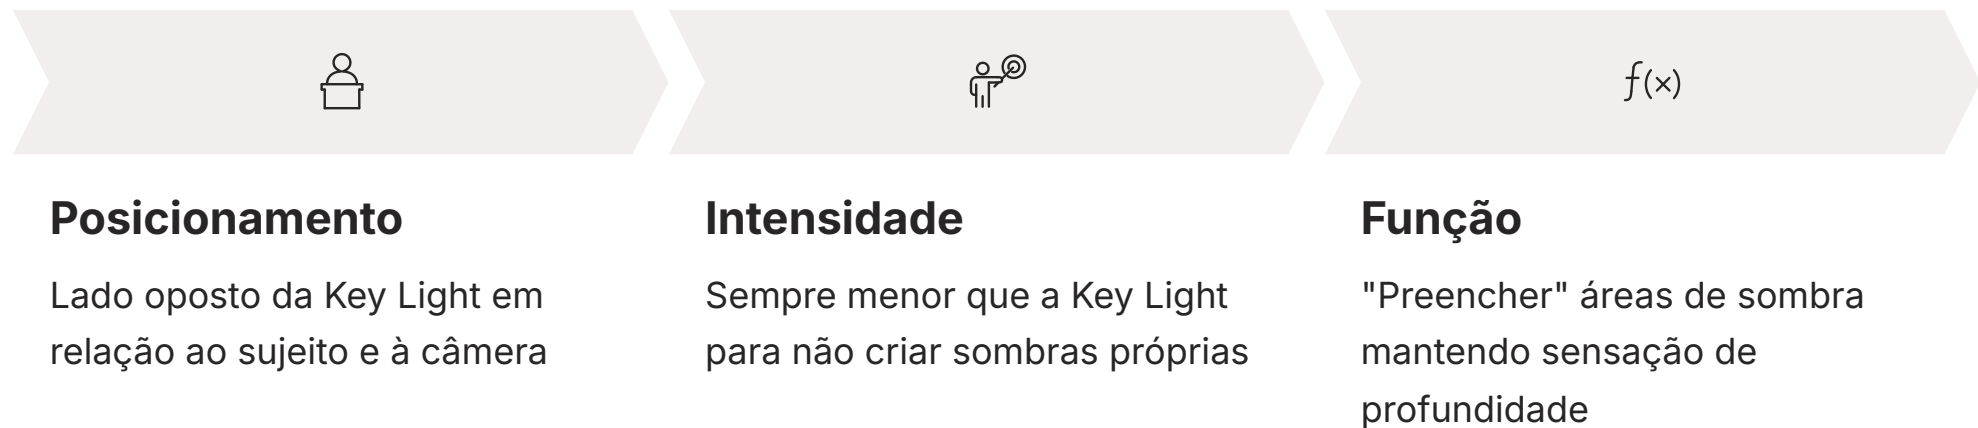 f(x)
Posicionamento
Lado oposto da Key Light em
relação ao sujeito e à câmera
Intensidade
Sempre menor que a Key Light
para não criar sombras próprias
Função
"Preencher" áreas de sombra
mantendo sensação de
profundidade